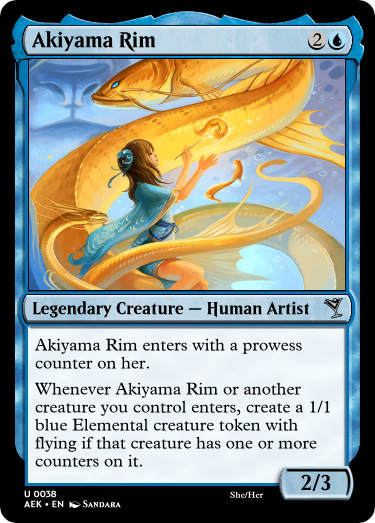 Akiyama Rim 2
Legendary Creature — Human Artist
Akiyama Rim enters with a prowess
counter on her.
Whenever Akiyama Rim or another
creature you control enters, create a 1/1
blue Elemental creature token with
flying if that creature has one or more
counters on it.
2/3
U 0038
AEK • EN Sandara
She/Her